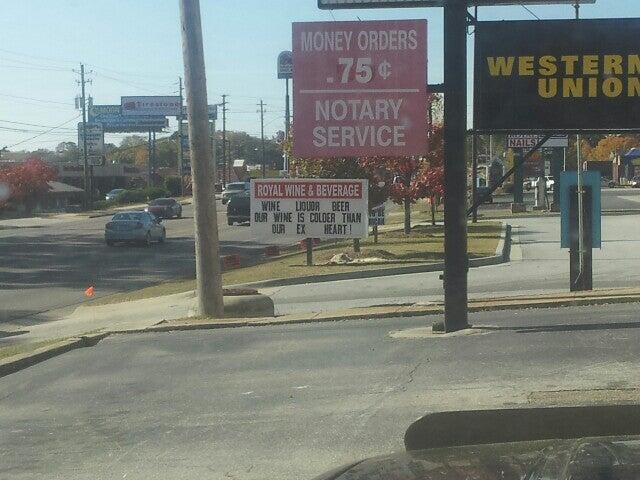 MONEY ORDERS
.75¢
NOTARY
SERVICE
WESTERN
UNION
Firestone
NAILS
ROYAL WINE & BEVERAGE
WINE LIQUOR BEER
OUR WINE IS COLDER THAN
OUR EX HEART!